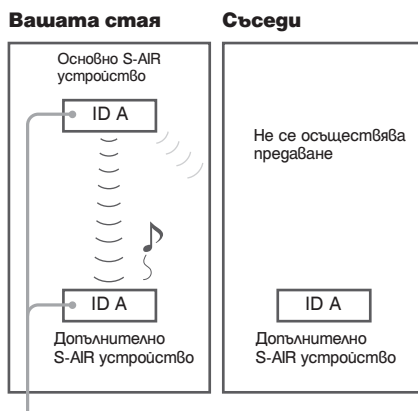 Вашата стая
Съседи
Основно S-AIR
устройство
ID A
Не се осъществява
предаване
ID A
Допълнително
S-AIR устройство
ID A
Допълнително
S-AIR устройство